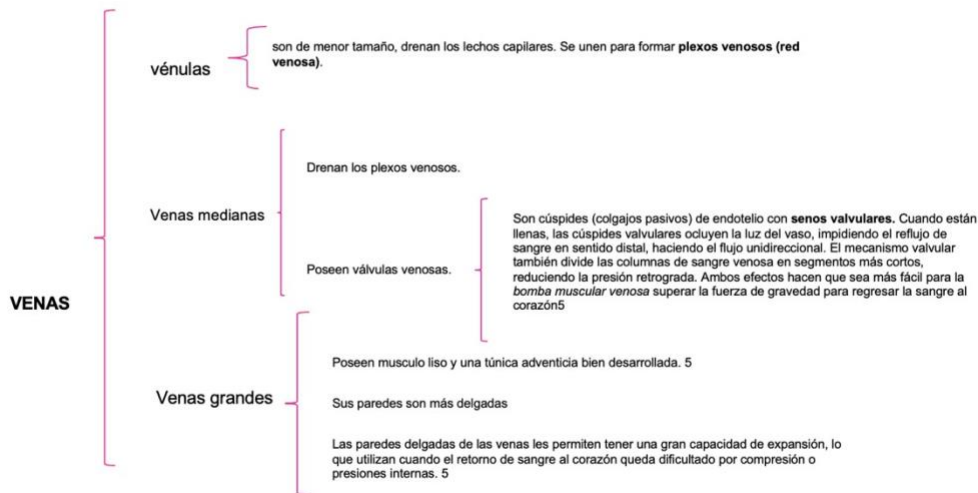 VENAS
vénulas
son de menor tamaño, drenan los lechos capilares. Se unen para formar plexos venosos (red
venosa).
Venas medianas
Drenan los plexos venosos.
Poseen válvulas venosas.
Son cúspides (colgajos pasivos) de endotelio con senos valvulares. Cuando están
llenas, las cúspides valvulares ocluyen la luz del vaso, impidiendo el reflujo de
sangre en sentido distal, haciendo el flujo unidireccional. El mecanismo valvular
también divide las columnas de sangre venosa en segmentos más cortos,
reduciendo la presión retrograda. Ambos efectos hacen que sea más fácil para la
bomba muscular venosa superar la fuerza de gravedad para regresar la sangre al
corazón5
Venas grandes
Poseen musculo liso y una túnica adventicia bien desarrollada. 5
Sus paredes son más delgadas
Las paredes delgadas de las venas les permiten tener una gran capacidad de expansión, lo
que utilizan cuando el retorno de sangre al corazón queda dificultado por compresión o
presiones internas. 5